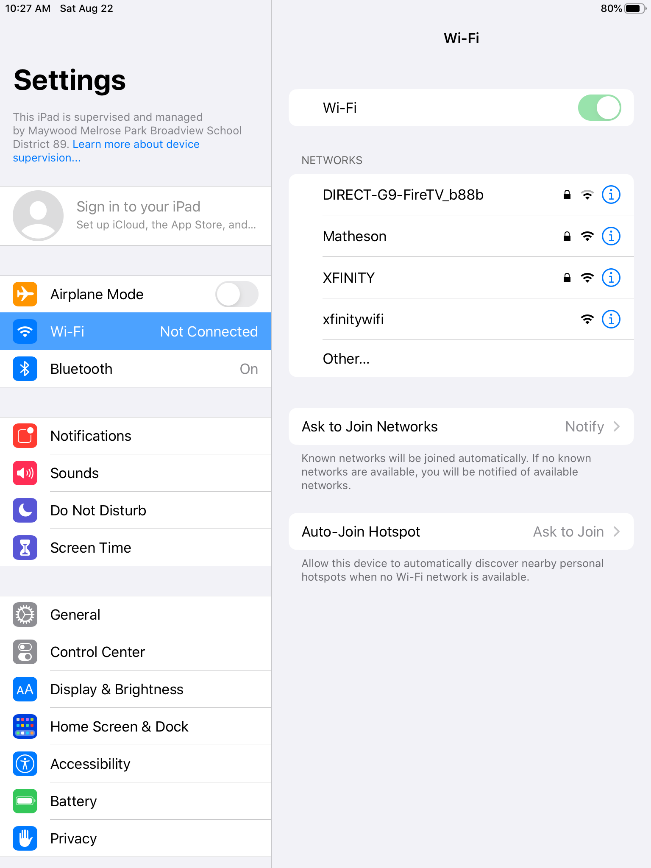 10:27 AM Sat Aug 22
80%
Settings
This iPad is supervised and managed
by Maywood Melrose Park Broadview School
District 89. Learn more about device
supervision...
Sign in to your iPad
Set up iCloud, the App Store, and...
Airplane Mode
Wi-Fi Not Connected
Bluetooth On
Notifications
Sounds
Do Not Disturb
Screen Time
General
Control Center
AA Display & Brightness
Home Screen & Dock
Accessibility
Battery
Privacy
Wi-Fi
Wi-Fi
NETWORKS
DIRECT-G9-FireTV_b88b
Matheson
XFINITY
xfinitywifi
Other...
Ask to Join Networks Notify
Known networks will be joined automatically. If no known
networks are available, you will be notified of available
networks.
Auto-Join Hotspot Ask to Join
Allow this device to automatically discover nearby personal
hotspots when no Wi-Fi network is available.